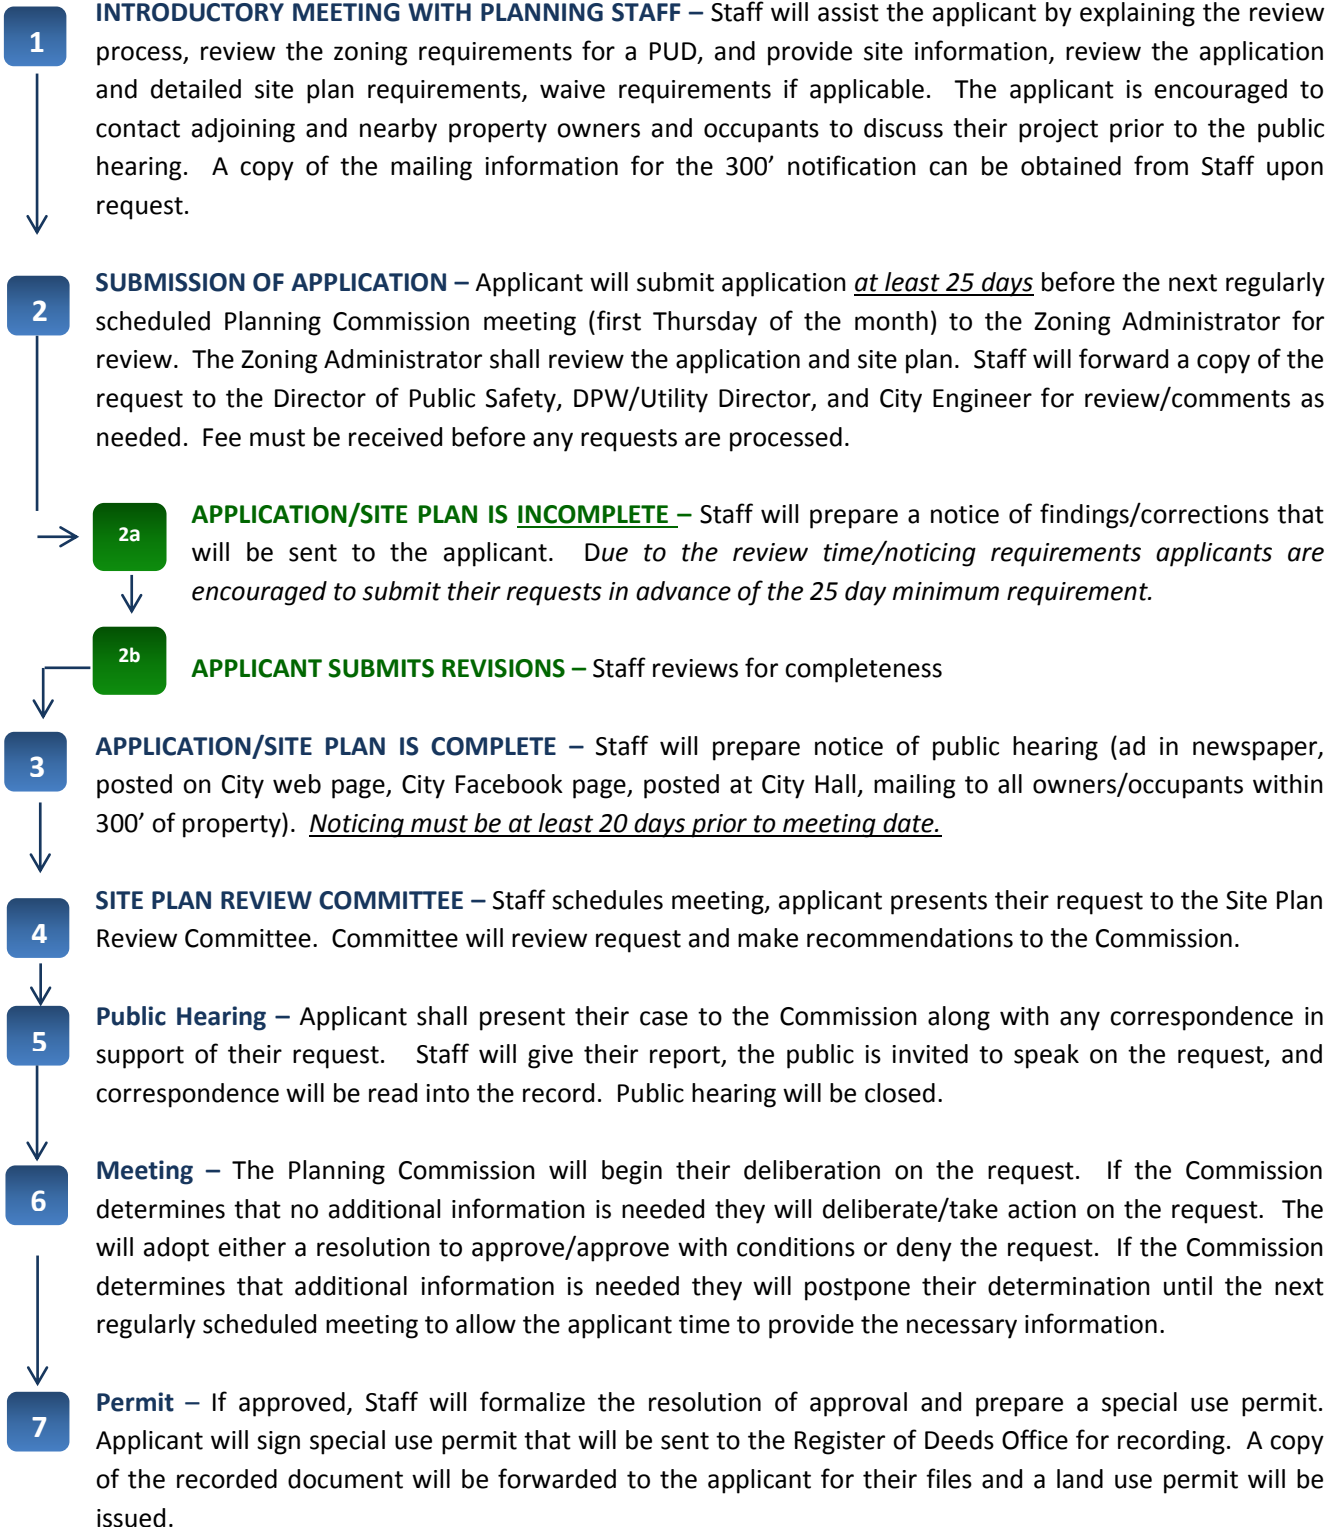 1
INTRODUCTORY MEETING WITH PLANNING STAFF – Staff will assist the applicant by explaining the review
process, review the zoning requirements for a PUD, and provide site information, review the application
and detailed site plan requirements, waive requirements if applicable. The applicant is encouraged to
contact adjoining and nearby property owners and occupants to discuss their project prior to the public
hearing. A copy of the mailing information for the 300’ notification can be obtained from Staff upon
request.
2
SUBMISSION OF APPLICATION – Applicant will submit application at least 25 days before the next regularly
scheduled Planning Commission meeting (first Thursday of the month) to the Zoning Administrator for
review. The Zoning Administrator shall review the application and site plan. Staff will forward a copy of the
request to the Director of Public Safety, DPW/Utility Director, and City Engineer for review/comments as
needed. Fee must be received before any requests are processed.
2a
APPLICATION/SITE PLAN IS INCOMPLETE – Staff will prepare a notice of findings/corrections that
will be sent to the applicant. Due to the review time/noticing requirements applicants are
encouraged to submit their requests in advance of the 25 day minimum requirement.
2b
APPLICANT SUBMITS REVISIONS – Staff reviews for completeness
3
APPLICATION/SITE PLAN IS COMPLETE – Staff will prepare notice of public hearing (ad in newspaper,
posted on City web page, City Facebook page, posted at City Hall, mailing to all owners/occupants within
300’ of property). Noticing must be at least 20 days prior to meeting date.
4
SITE PLAN REVIEW COMMITTEE – Staff schedules meeting, applicant presents their request to the Site Plan
Review Committee. Committee will review request and make recommendations to the Commission.
5
Public Hearing – Applicant shall present their case to the Commission along with any correspondence in
support of their request. Staff will give their report, the public is invited to speak on the request, and
correspondence will be read into the record. Public hearing will be closed.
6
Meeting – The Planning Commission will begin their deliberation on the request. If the Commission
determines that no additional information is needed they will deliberate/take action on the request. The
will adopt either a resolution to approve/approve with conditions or deny the request. If the Commission
determines that additional information is needed they will postpone their determination until the next
regularly scheduled meeting to allow the applicant time to provide the necessary information.
7
Permit – If approved, Staff will formalize the resolution of approval and prepare a special use permit.
Applicant will sign special use permit that will be sent to the Register of Deeds Office for recording. A copy
of the recorded document will be forwarded to the applicant for their files and a land use permit will be
issued.